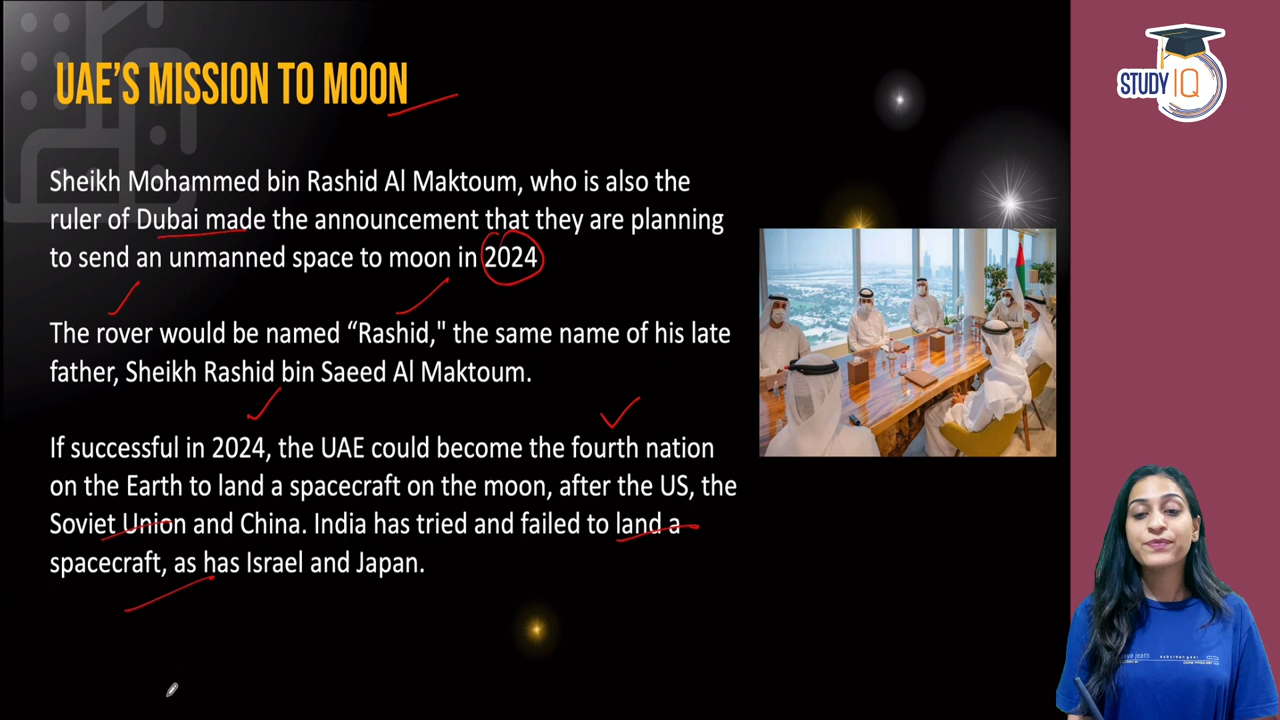 UAE'S MISSION TO MOON
STUDY IQ
Sheikh Mohammed bin Rashid Al Maktoum, who is also the
ruler of Dubai made the announcement that they are planning
to send an unmanned space to moon in 2024
The rover would be named “Rashid," the same name of his late
father, Sheikh Rashid bin Saeed Al Maktoum.
If successful in 2024, the UAE could become the fourth nation
on the Earth to land a spacecraft on the moon, after the US, the
Soviet Union and China. India has tried and failed to land a
spacecraft, as has Israel and Japan.